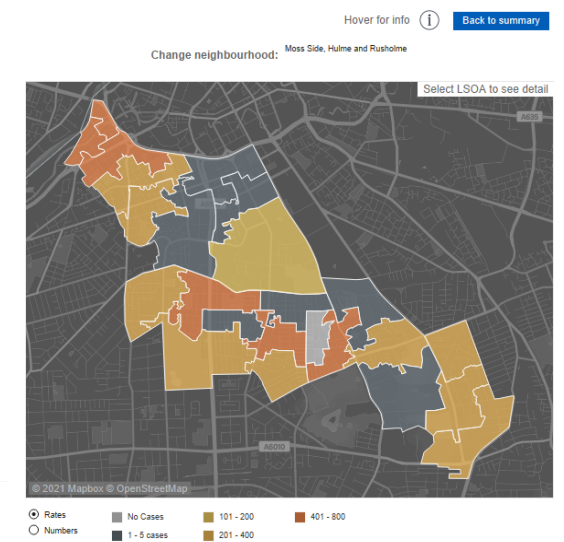 Hover for info i Back to summary
Change neighbourhood: Moss Side, Hulme and Rusholme
Select LSOA to see detail
A635
A6010
© 2021 Mapbox © OpenStreetMap
Rates No Cases 101 - 200 401 - 800
Numbers 1 - 5 cases 201 - 400